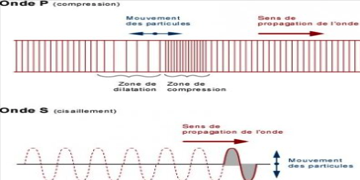 Onde P (compression)
Mouvement
des particules
Sens de
propagation de l'onde
Zone de
dilatation
Zone de
compression
Onde S (cisaillement)
Sens de
propagation de l'onde
Mouvement
des particules